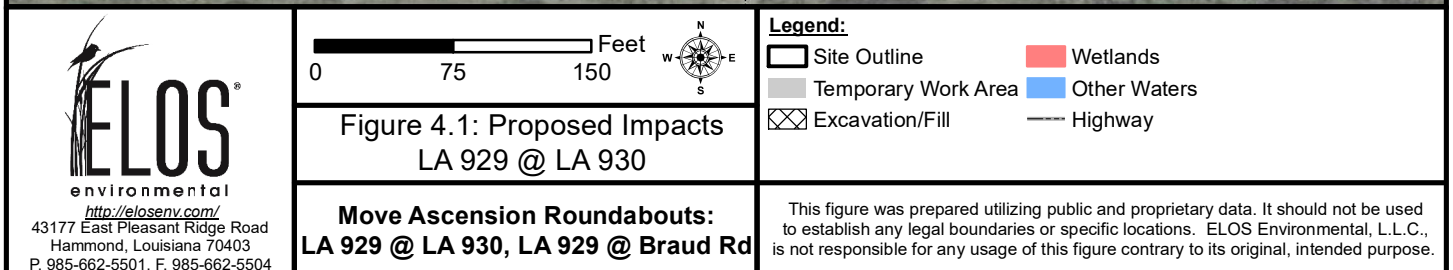 ELOS®
environmental
http://elosenv.com/
43177 East Pleasant Ridge Road
Hammond, Louisiana 70403
P. 985-662-5501, F. 985-662-5504
Feet
0 75 150
N
W E
S
Figure 4.1: Proposed Impacts
LA 929 @ LA 930
Move Ascension Roundabouts:
LA 929 @ LA 930, LA 929 @ Braud Rd
Legend:
Site Outline
Temporary Work Area
Excavation/Fill
Wetlands
Other Waters
Highway
This figure was prepared utilizing public and proprietary data. It should not be used
to establish any legal boundaries or specific locations. ELOS Environmental, L.L.C.,
is not responsible for any usage of this figure contrary to its original, intended purpose.